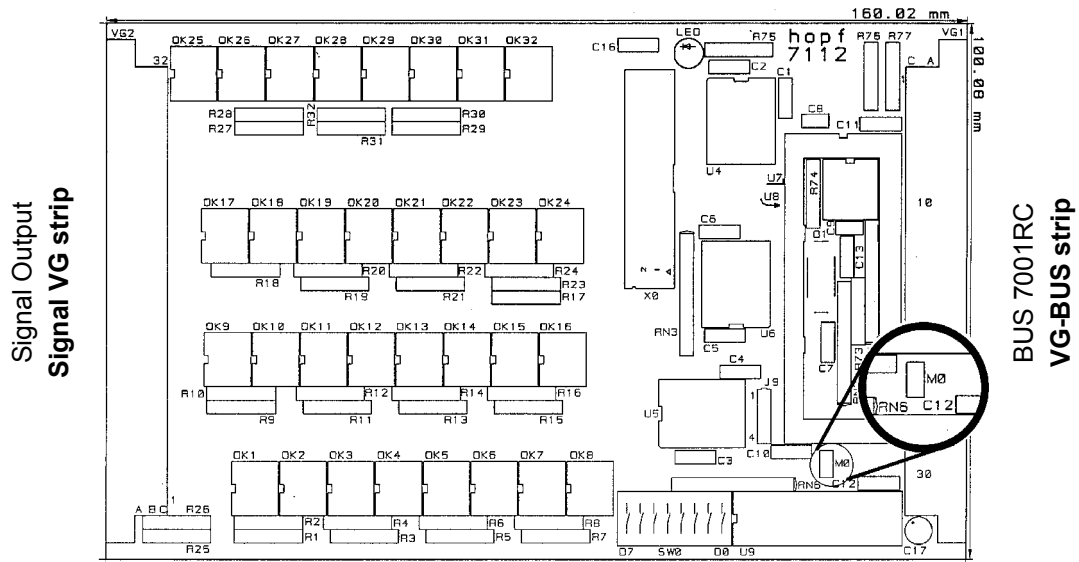 160.02 mm
VG2
OK25 OK26 OK27 OK28 OK29 OK30 OK31 OK32
C16
LED
R75
hopf
7112
R76 R77
VG1
32
C2
C1
C A
1
100.08 mm
R28
R27
R32
R31
R30
R29
C8
C11
U4
U7
U8
R74
10
OK17 OK18 OK19 OK20 OK21 OK22 OK23 OK24
C6
C9
C13
R18
R20
R19
R22
R21
R24
R23
R17
2 1
X0
RN3
OK9 OK10 OK11 OK12 OK13 OK14 OK15 OK16
C5
U6
C7
R73
C4
J9
M0
RN6
C12
R10
R9
R12
R11
R14
R13
R16
R15
U5
1
4
C3
C10
M0
30
OK1 OK2 OK3 OK4 OK5 OK6 OK7 OK8
RN6
C12
1
A B C
R26
R25
R2
R1
R4
R3
R6
R5
R8
R7
D7 SW0 D0 U9
C17
Signal Output
Signal VG strip
BUS 7001RC
VG-BUS strip